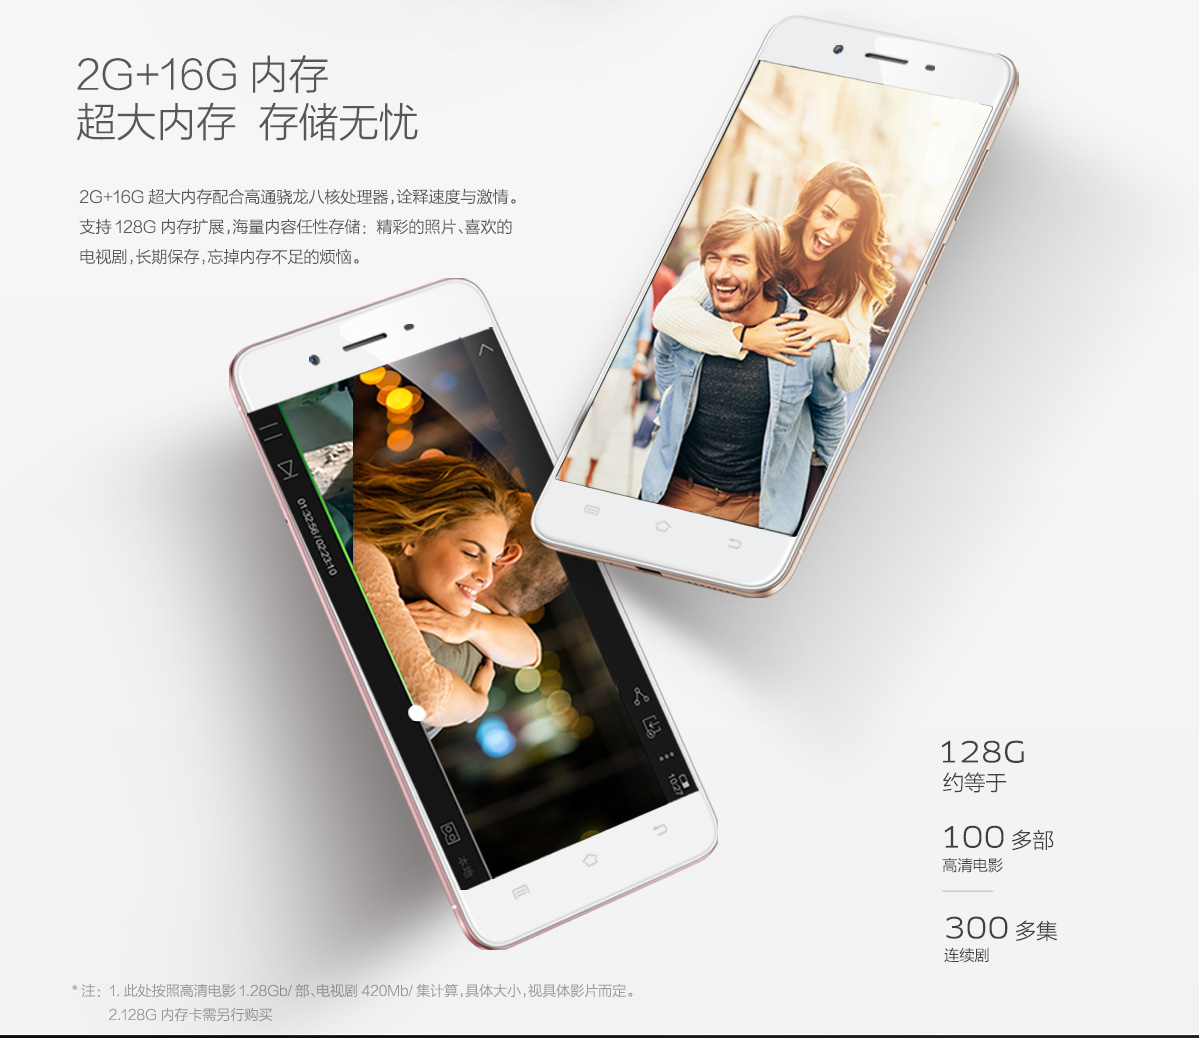 2G+16G 内存
超大内存 存储无忧
2G+16G 超大内存配合高通骁龙八核处理器,诠释速度与激情。
支持 128G 内存扩展,海量内容任性存储：精彩的照片、喜欢的
电视剧,长期保存,忘掉内存不足的烦恼。
01:32:56 / 02:23:10
10:27
本地
128G
约等于
100 多部
高清电影
300 多集
连续剧
* 注： 1. 此处按照高清电影 1.28Gb/ 部、电视剧 420Mb/ 集计算,具体大小,视具体影片而定。
2.128G 内存卡需另行购买